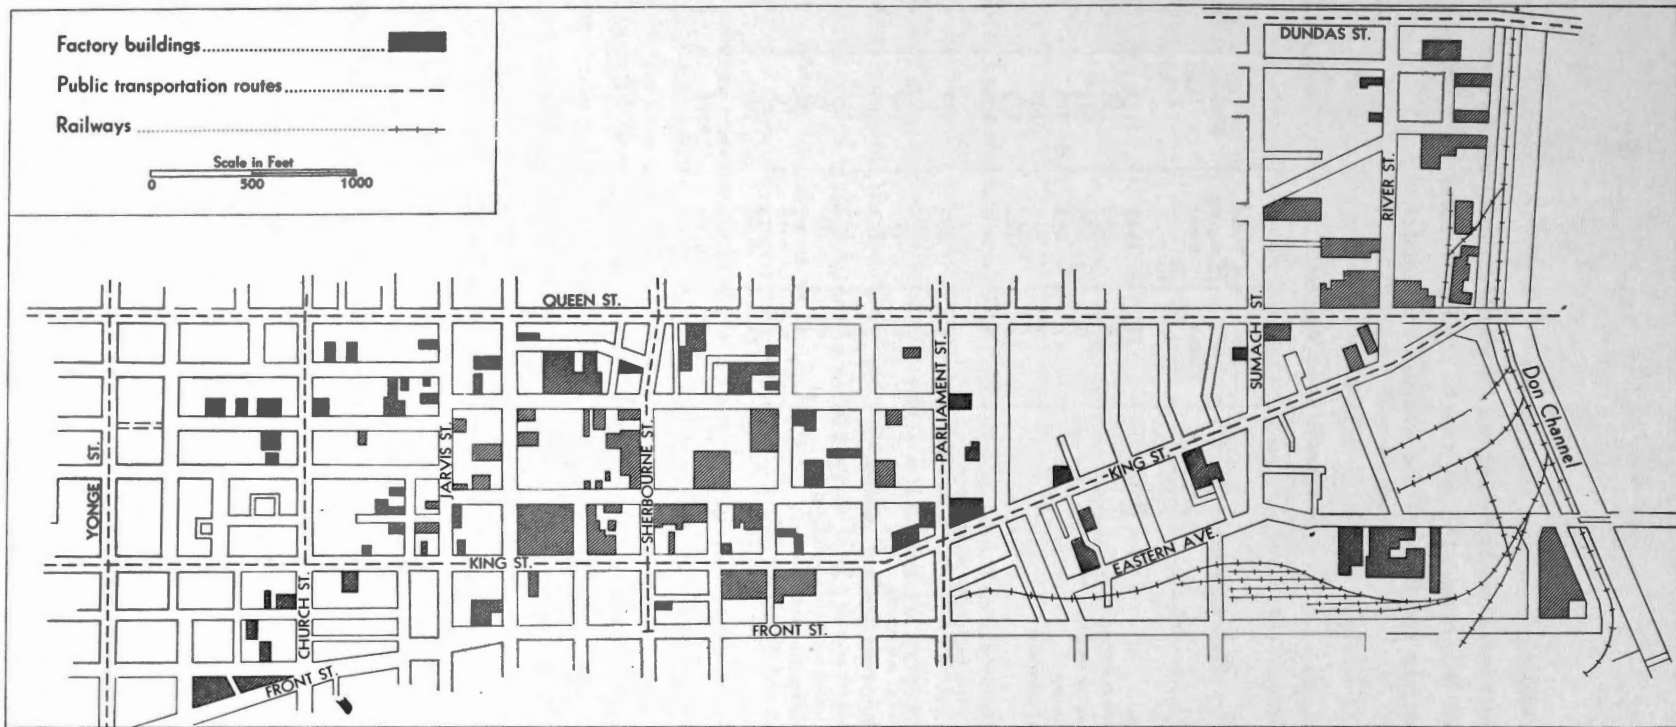 Factory buildings
Public transportation routes
Railways
Scale in Feet
0 500 1000
DUNDAS ST.
RIVER ST.
QUEEN ST.
SUMACH ST.
PARLIAMENT ST.
Don Channel
YONGE ST.
JARVIS ST.
SHERBOURNE ST.
KING ST.
KING ST.
EASTERN AVE.
CHURCH ST.
FRONT ST.
FRONT ST.